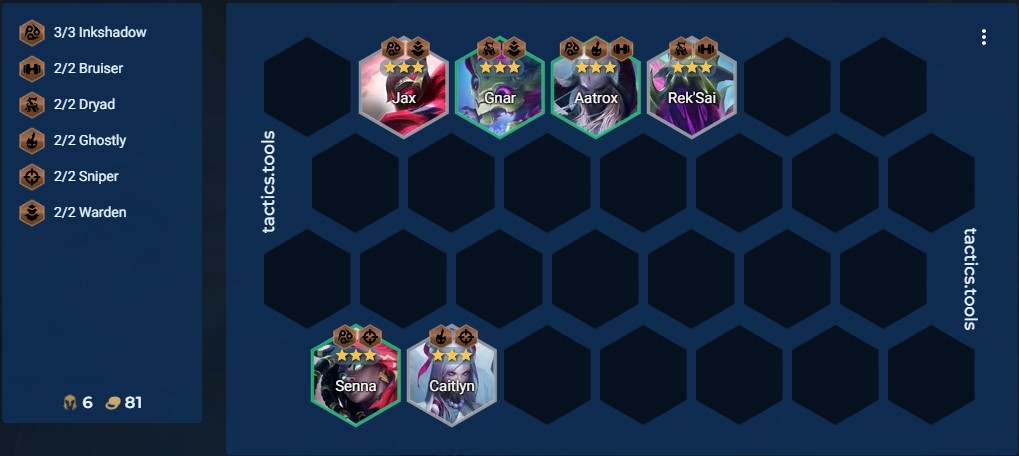 3/3 Inkshadow
2/2 Bruiser
2/2 Dryad
2/2 Ghostly
2/2 Sniper
2/2 Warden
6 81
tactics.tools
Jax
Gnar
Aatrox
Rek'Sai
Senna
Caitlyn
tactics.tools